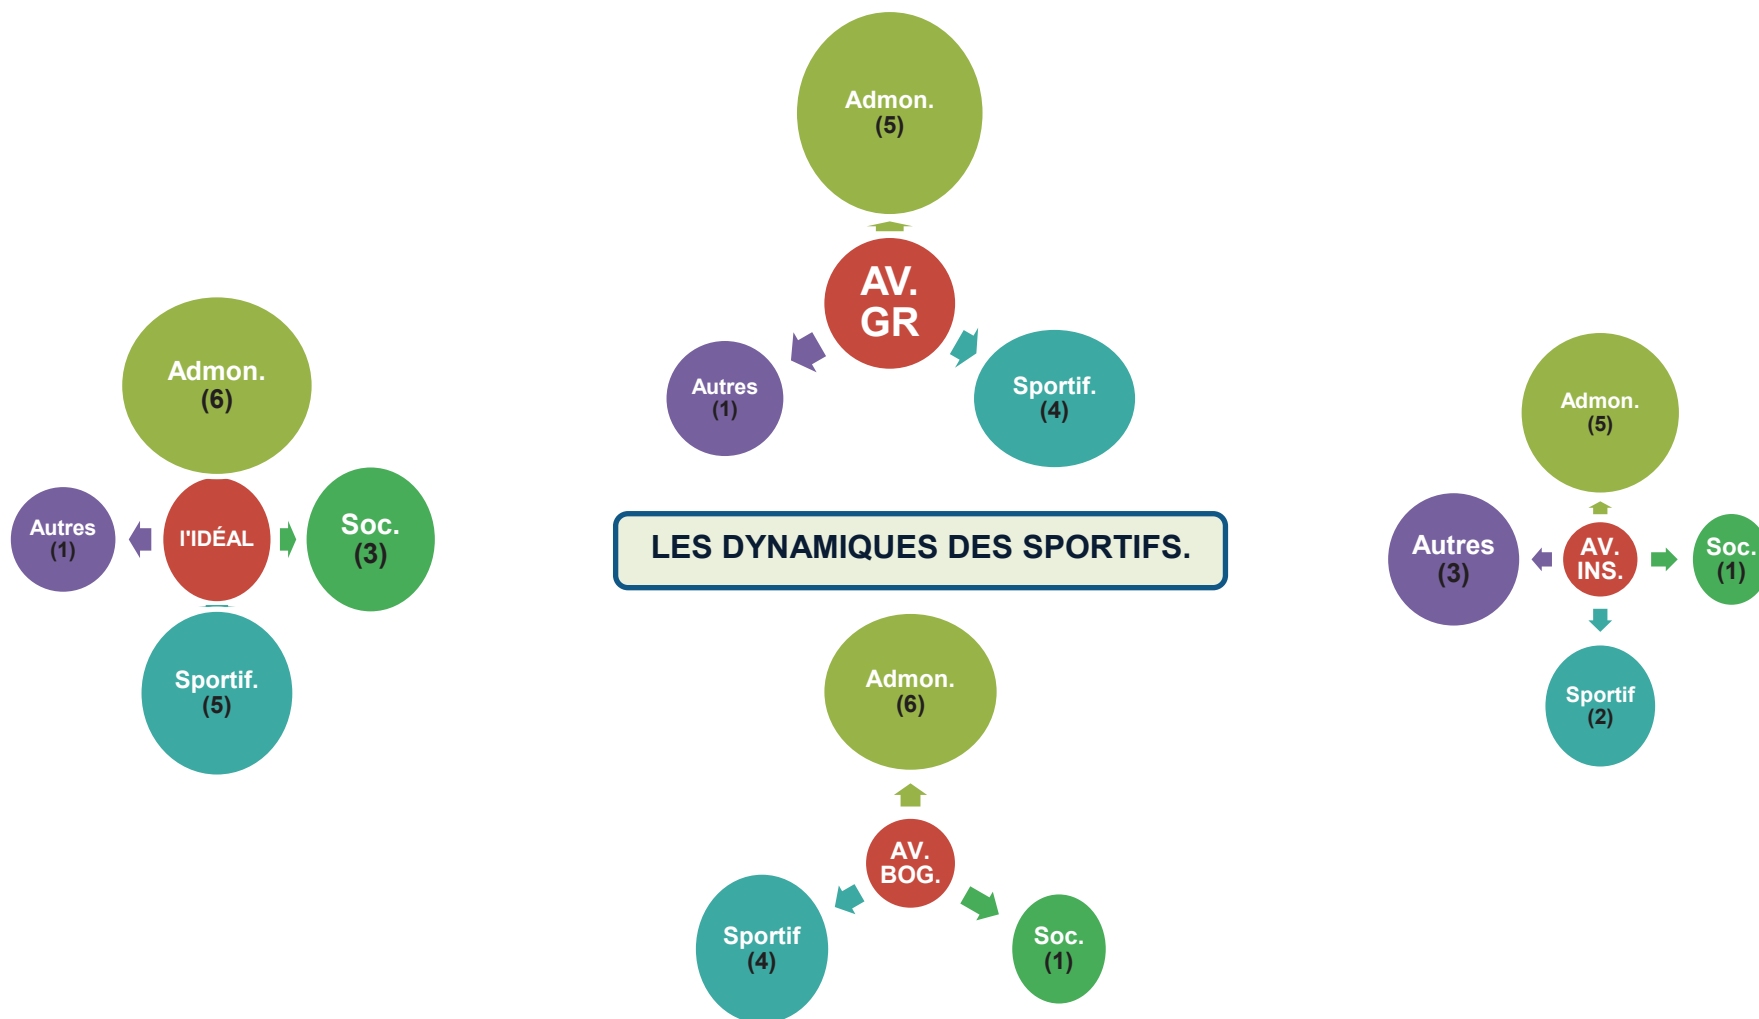 Admon.
(5)
AV.
GR
Autres
(1)
Sportif.
(4)
Admon.
(6)
Autres
(1)
l'IDÉAL
Soc.
(3)
Sportif.
(5)
LES DYNAMIQUES DES SPORTIFS.
Admon.
(5)
Autres
(3)
AV.
INS.
Soc.
(1)
Sportif
(2)
Admon.
(6)
AV.
BOG.
Sportif
(4)
Soc.
(1)